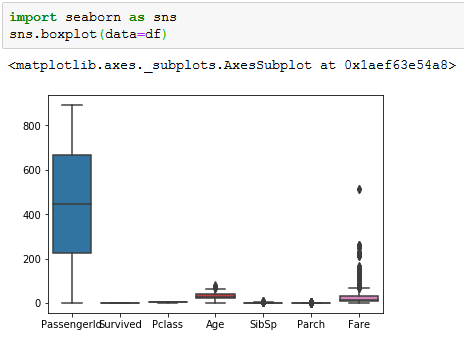 import seaborn as sns
sns.boxplot(data=df)
<matplotlib.axes._subplots.AxesSubplot at 0x1aef63e54a8>
800
600
400
200
0
PassengerId Survived Pclass Age SibSp Parch Fare